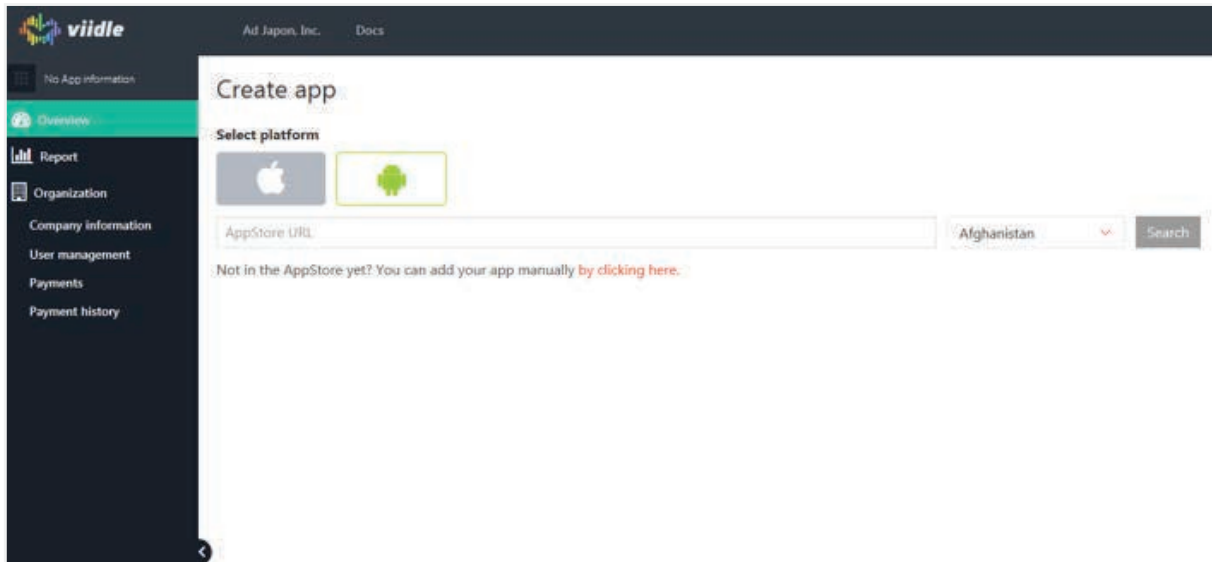 viidle
Ad Japon, Inc. Docs
No App information
Overview
Report
Organization
Company information
User management
Payments
Payment history
Create app
Select platform
AppStore URL
Afghanistan
Search
Not in the AppStore yet? You can add your app manually by clicking here.